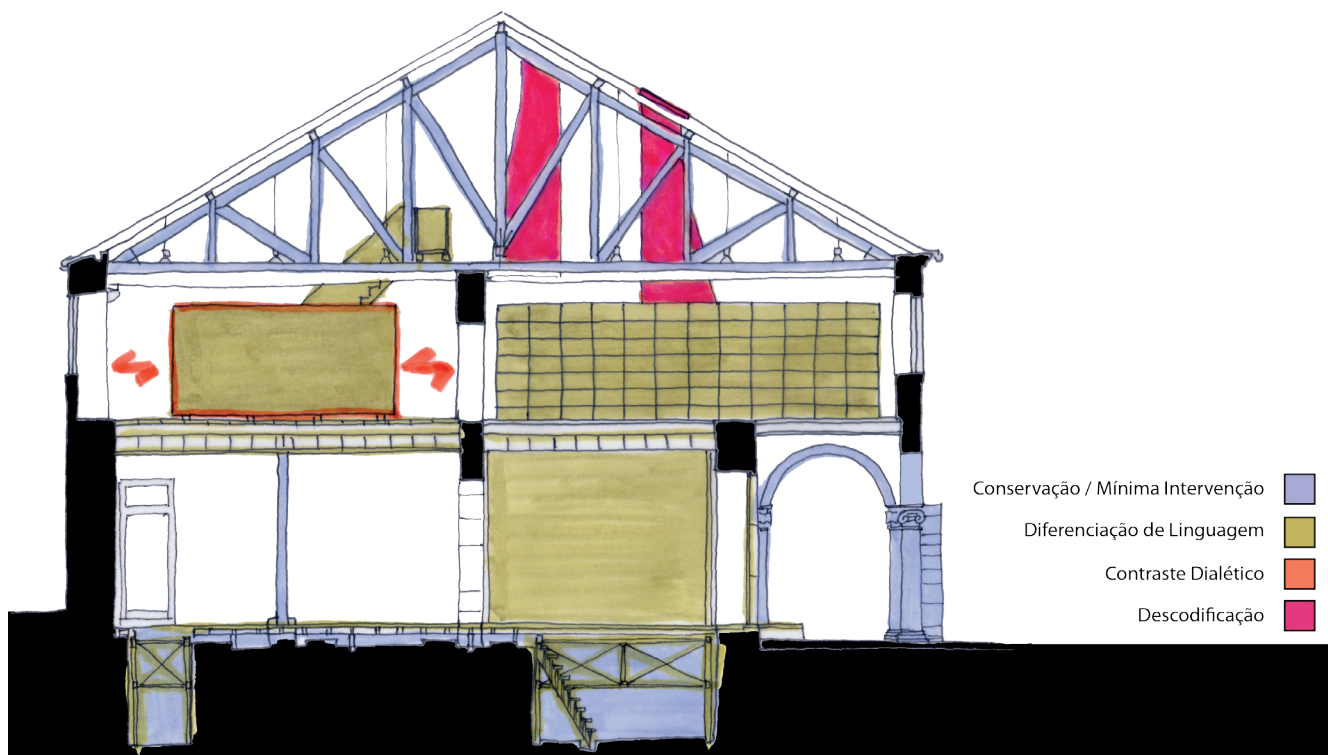 Conservação / Mínima Intervenção
Diferenciação de Linguagem
Contraste Dialético
Descodificação